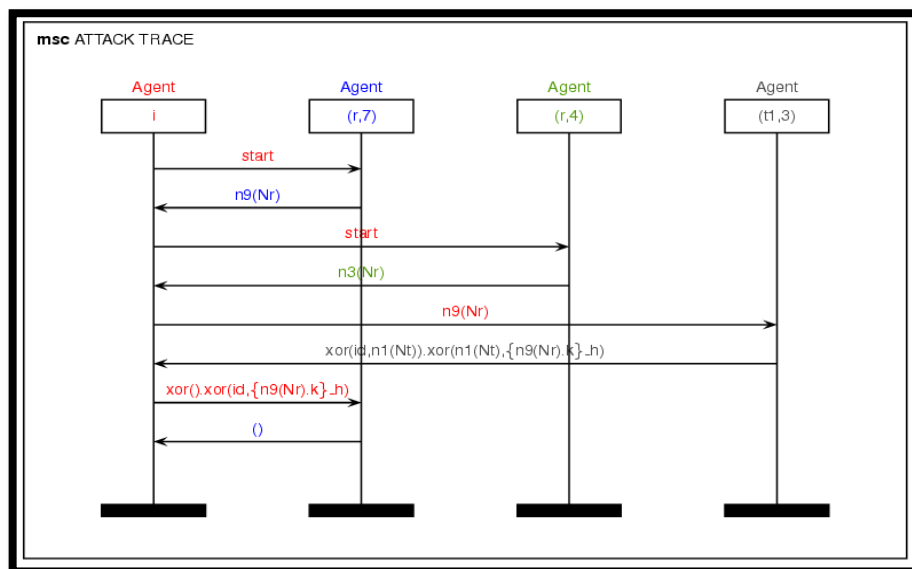 msc ATTACK TRACE
Agent Agent Agent Agent
i (r,7) (r,4) (t1,3)
start
n9(Nr)
start
n3(Nr)
n9(Nr)
xor(id,n1(Nt)).xor(n1(Nt),{n9(Nr).k}_h)
xor().xor(id,{n9(Nr).k}_h)
()